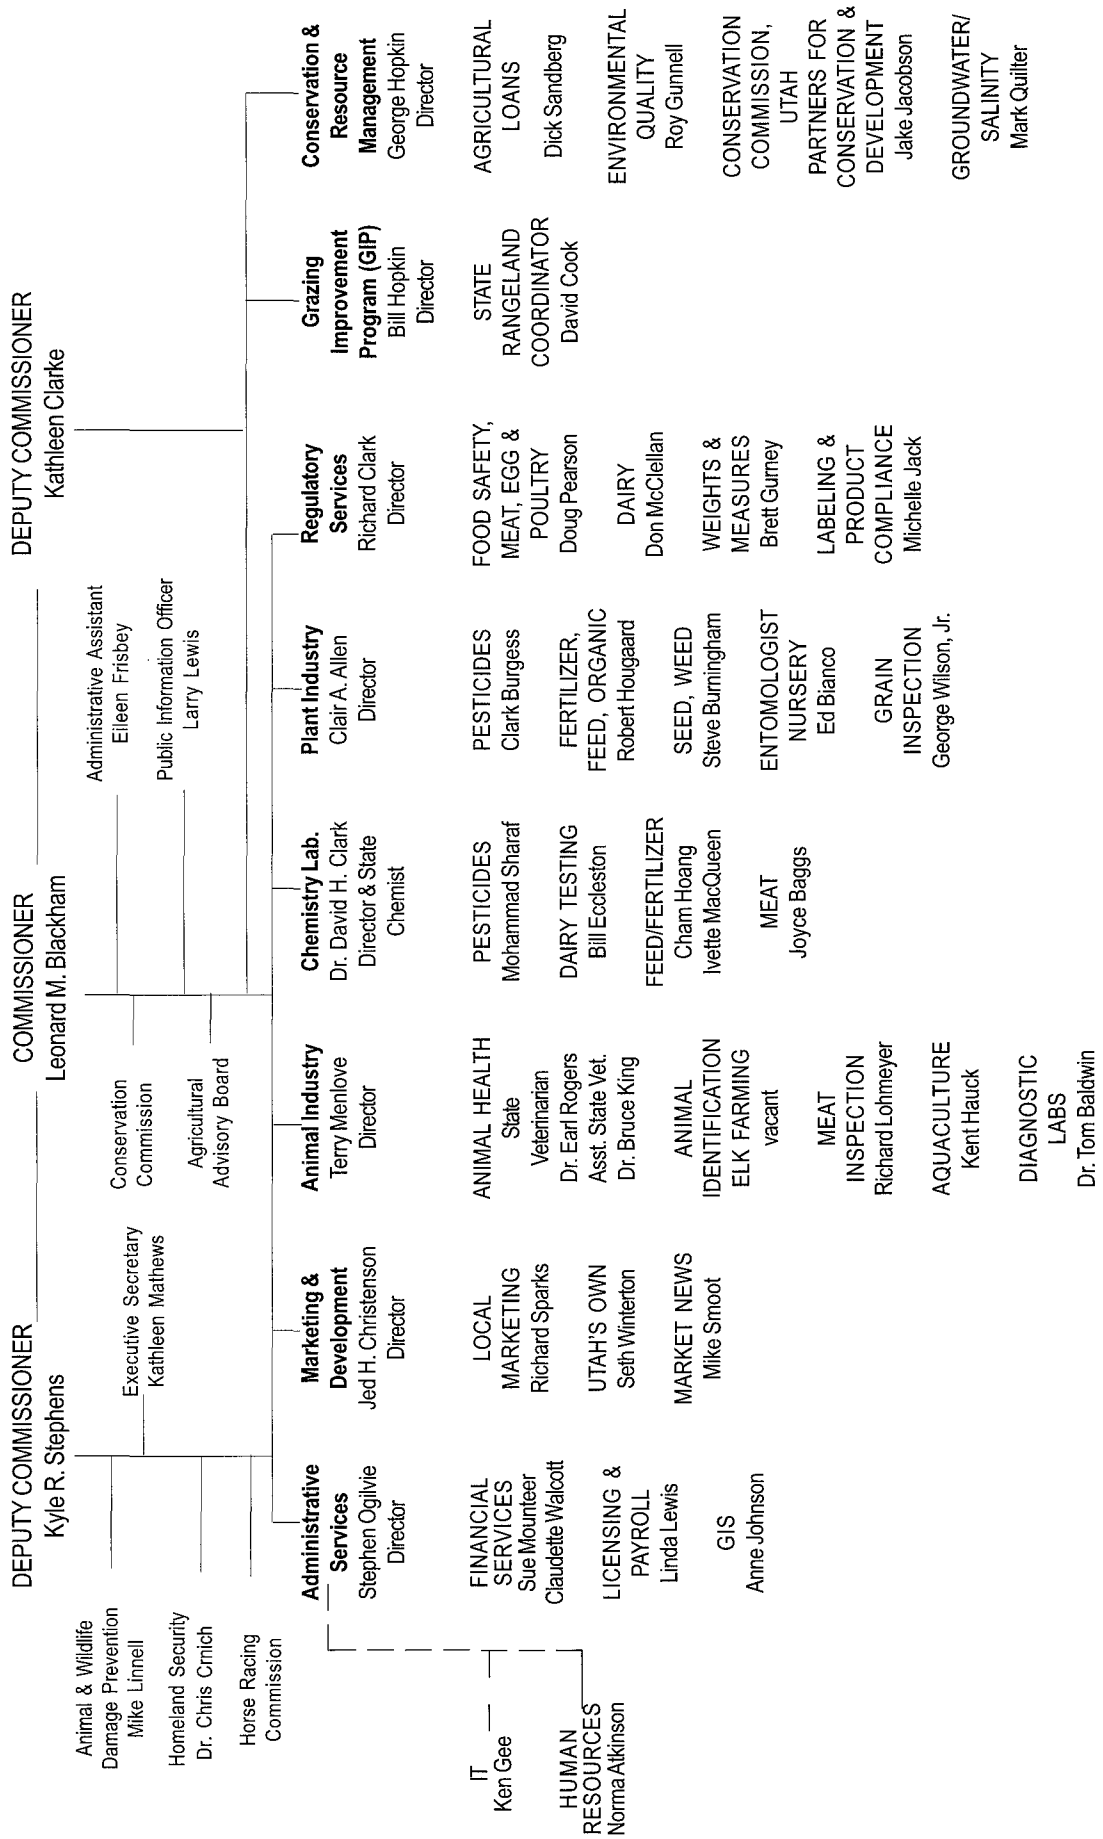 DEPUTY COMMISSIONER
Kyle R. Stephens
COMMISSIONER
Leonard M. Blackham
DEPUTY COMMISSIONER
Kathleen Clarke
Animal & Wildlife
Damage Prevention
Mike Linnell
Homeland Security
Dr. Chris Crnich
Horse Racing
Commission
Executive Secretary
Kathleen Mathews
Conservation
Commission
Agricultural
Advisory Board
Administrative Assistant
Eileen Frisbey
Public Information Officer
Larry Lewis
IT
Ken Gee
HUMAN
RESOURCES
Norma Atkinson
Administrative
Services
Stephen Ogilvie
Director
FINANCIAL
SERVICES
Sue Mounteer
Claudette Walcott
LICENSING &
PAYROLL
Linda Lewis
GIS
Anne Johnson
Marketing &
Development
Jed H. Christenson
Director
LOCAL
MARKETING
Richard Sparks
UTAH'S OWN
Seth Winterton
MARKET NEWS
Mike Smoot
Animal Industry
Terry Menlove
Director
ANIMAL HEALTH
State
Veterinarian
Dr. Earl Rogers
Asst. State Vet.
Dr. Bruce King
ANIMAL
IDENTIFICATION
ELK FARMING
vacant
MEAT
INSPECTION
Richard Lohmeyer
AQUACULTURE
Kent Hauck
DIAGNOSTIC
LABS
Dr. Tom Baldwin
Chemistry Lab.
Dr. David H. Clark
Director & State
Chemist
PESTICIDES
Mohammad Sharaf
DAIRY TESTING
Bill Eccleston
FEED/FERTILIZER
Cham Hoang
Ivette MacQueen
MEAT
Joyce Baggs
Plant Industry
Clair A. Allen
Director
PESTICIDES
Clark Burgess
FERTILIZER,
FEED, ORGANIC
Robert Hougaard
SEED, WEED
Steve Burningham
ENTOMOLOGIST
NURSERY
Ed Bianco
GRAIN
INSPECTION
George Wilson, Jr.
Regulatory
Services
Richard Clark
Director
FOOD SAFETY,
MEAT, EGG &
POULTRY
Doug Pearson
DAIRY
Don McClellan
WEIGHTS &
MEASURES
Brett Gurney
LABELING &
PRODUCT
COMPLIANCE
Michelle Jack
Grazing
Improvement
Program (GIP)
Bill Hopkin
Director
STATE
RANGELAND
COORDINATOR
David Cook
Conservation &
Resource
Management
George Hopkin
Director
AGRICULTURAL
LOANS
Dick Sandberg
ENVIRONMENTAL
QUALITY
Roy Gunnell
CONSERVATION
COMMISSION,
UTAH
PARTNERS FOR
CONSERVATION &
DEVELOPMENT
Jake Jacobson
GROUNDWATER/
SALINITY
Mark Quilter